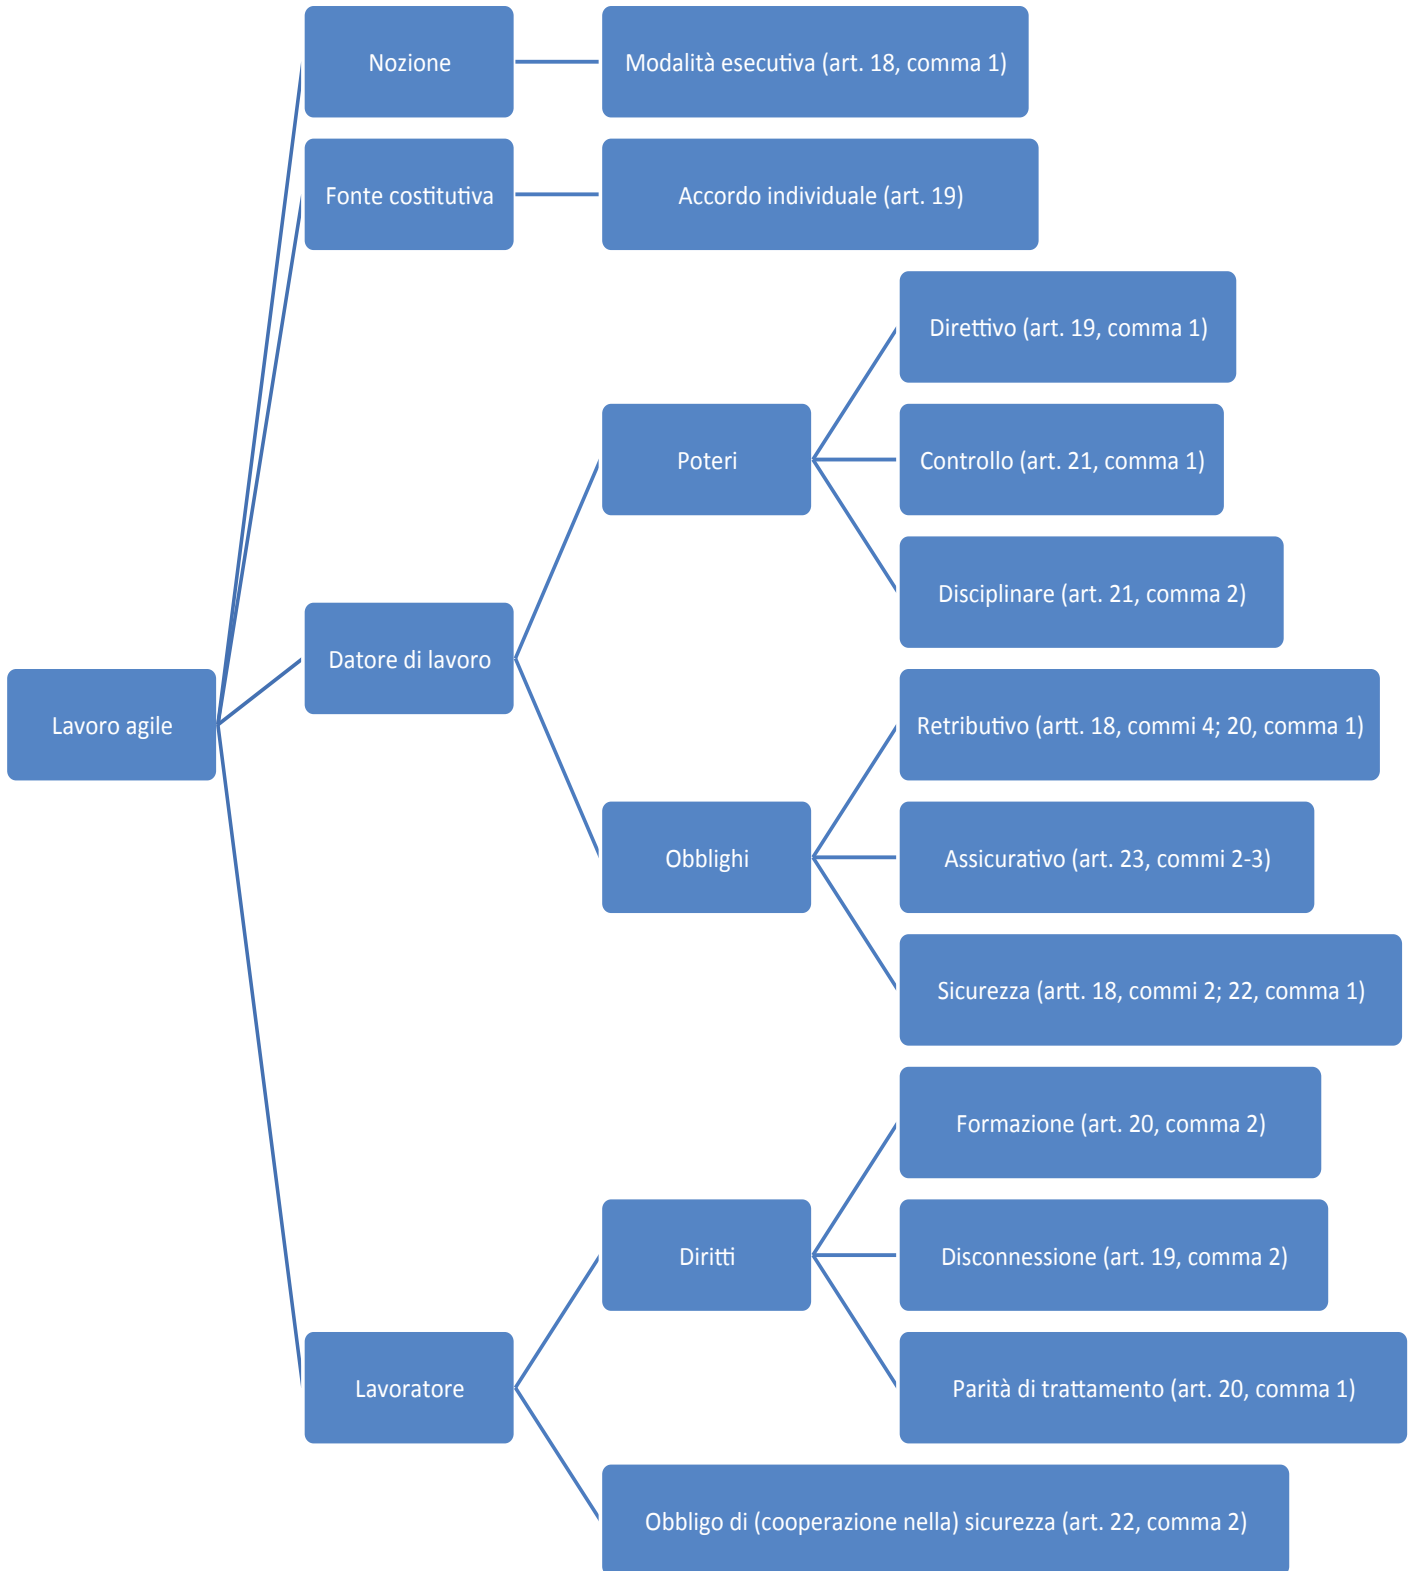 Nozione
Modalità esecutiva (art. 18, comma 1)
Fonte costitutiva
Accordo individuale (art. 19)
Direttivo (art. 19, comma 1)
Poteri
Controllo (art. 21, comma 1)
Disciplinare (art. 21, comma 2)
Datore di lavoro
Lavoro agile
Retributivo (artt. 18, commi 4; 20, comma 1)
Obblighi
Assicurativo (art. 23, commi 2-3)
Sicurezza (artt. 18, commi 2; 22, comma 1)
Formazione (art. 20, comma 2)
Diritti
Disconnessione (art. 19, comma 2)
Lavoratore
Parità di trattamento (art. 20, comma 1)
Obbligo di (cooperazione nella) sicurezza (art. 22, comma 2)